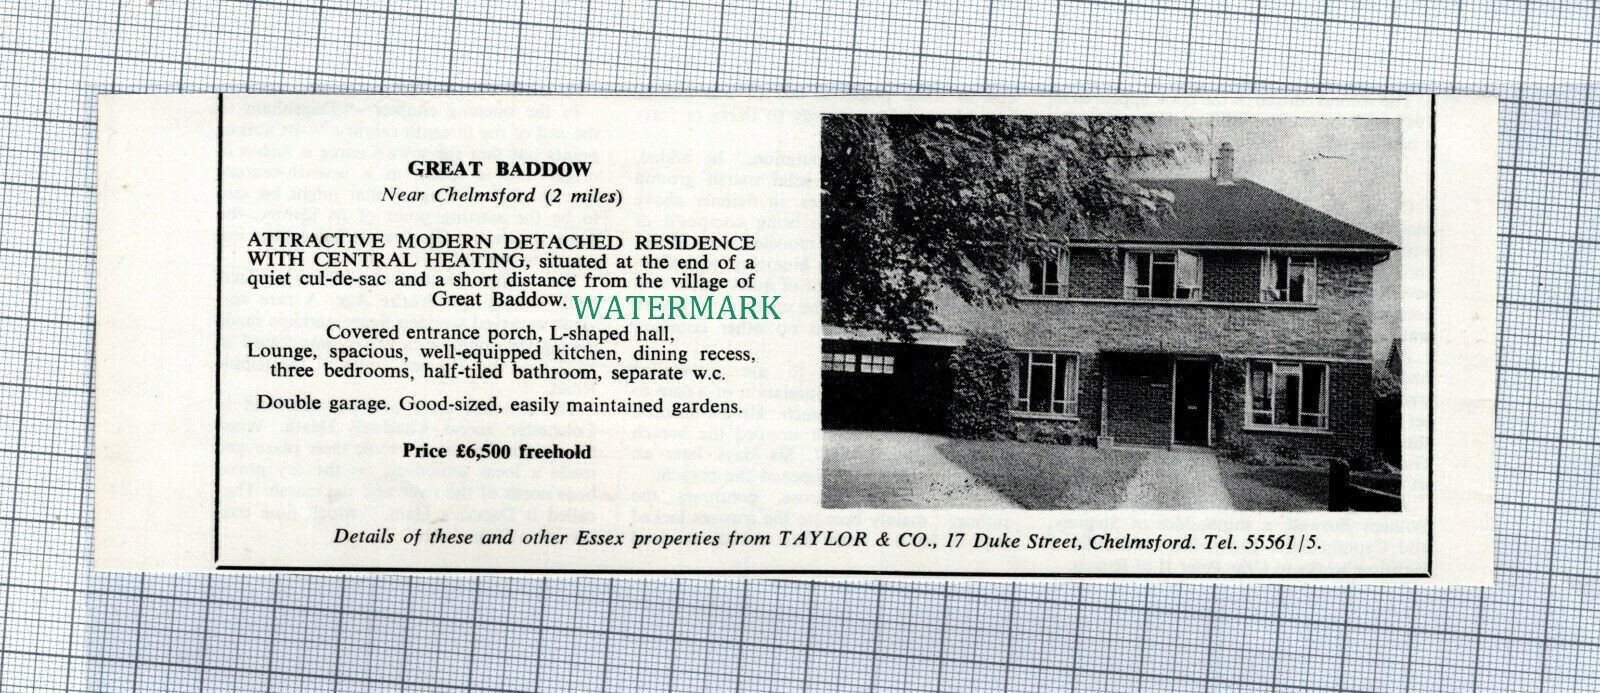 GREAT BADDOW
Near Chelmsford (2 miles)
ATTRACTIVE MODERN DETACHED RESIDENCE
WITH CENTRAL HEATING, situated at the end of a
quiet cul-de-sac and a short distance from the village of
Great Baddow.
WATERMARK
Covered entrance porch, L-shaped hall,
Lounge, spacious, well-equipped kitchen, dining recess,
three bedrooms, half-tiled bathroom, separate w.c.
Double garage. Good-sized, easily maintained gardens.
Price £6,500 freehold
Details of these and other Essex properties from TAYLOR & CO., 17 Duke Street, Chelmsford. Tel. 55561/5.